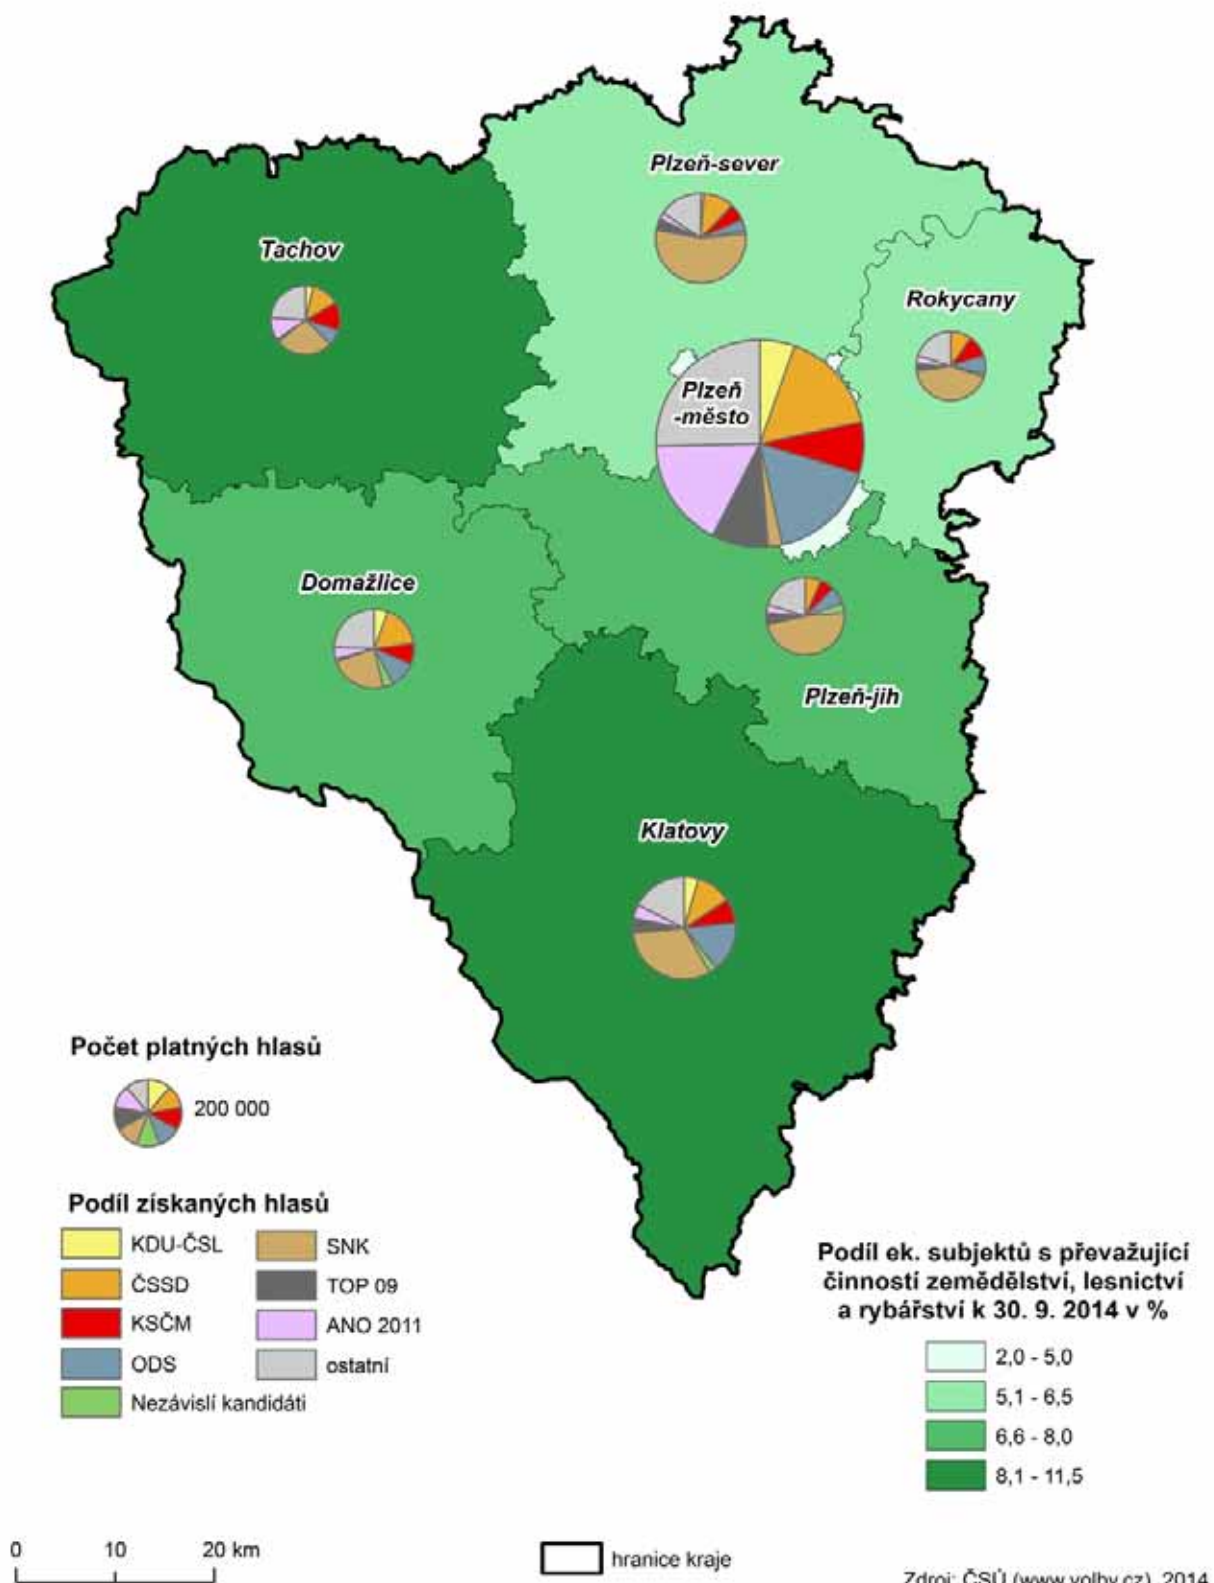 Plzeň-sever
Tachov
Rokycany
Plzeň
-město
Domažlice
Plzeň-jih
Klatovy
Počet platných hlasů
200 000
Podíl získaných hlasů
KDU-ČSL
SNK
ČSSD
TOP 09
KSČM
ANO 2011
ODS
ostatní
Nezávislí kandidáti
Podíl ek. subjektů s převažující
činností zemědělství, lesnictví
a rybářství k 30. 9. 2014 v %
2,0 - 5,0
5,1 - 6,5
6,6 - 8,0
8,1 - 11,5
0 10 20 km
hranice kraje
Zdroj: ČSÚ (www.volby.cz), 2014